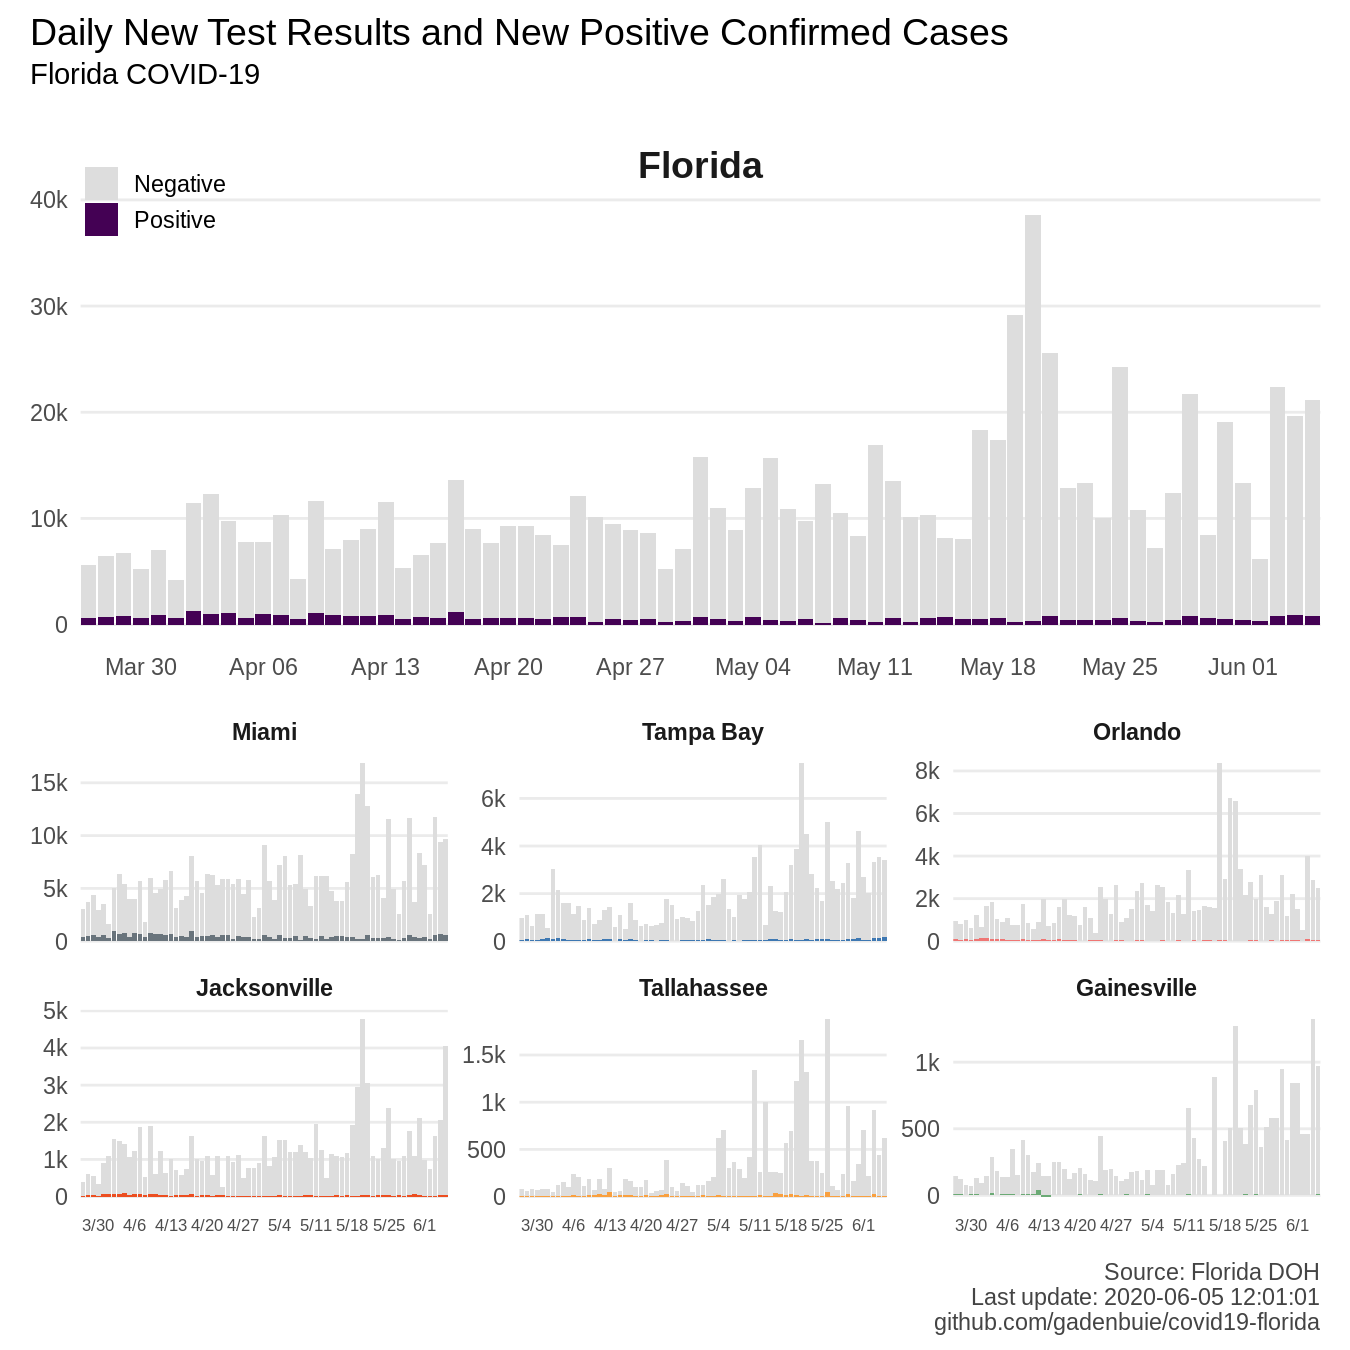 Daily New Test Results and New Positive Confirmed Cases
Florida COVID-19
Florida
Negative
Positive
40k
30k
20k
10k
0
Mar 30 Apr 06 Apr 13 Apr 20 Apr 27 May 04 May 11 May 18 May 25 Jun 01
Miami
15k
10k
5k
0
Tampa Bay
6k
4k
2k
0
Orlando
8k
6k
4k
2k
0
Jacksonville
5k
4k
3k
2k
1k
0
3/30 4/6 4/13 4/20 4/27 5/4 5/11 5/18 5/25 6/1
Tallahassee
1.5k
1k
500
0
3/30 4/6 4/13 4/20 4/27 5/4 5/11 5/18 5/25 6/1
Gainesville
1k
500
0
3/30 4/6 4/13 4/20 4/27 5/4 5/11 5/18 5/25 6/1
Source: Florida DOH
Last update: 2020-06-05 12:01:01
github.com/gadenbuie/covid19-florida